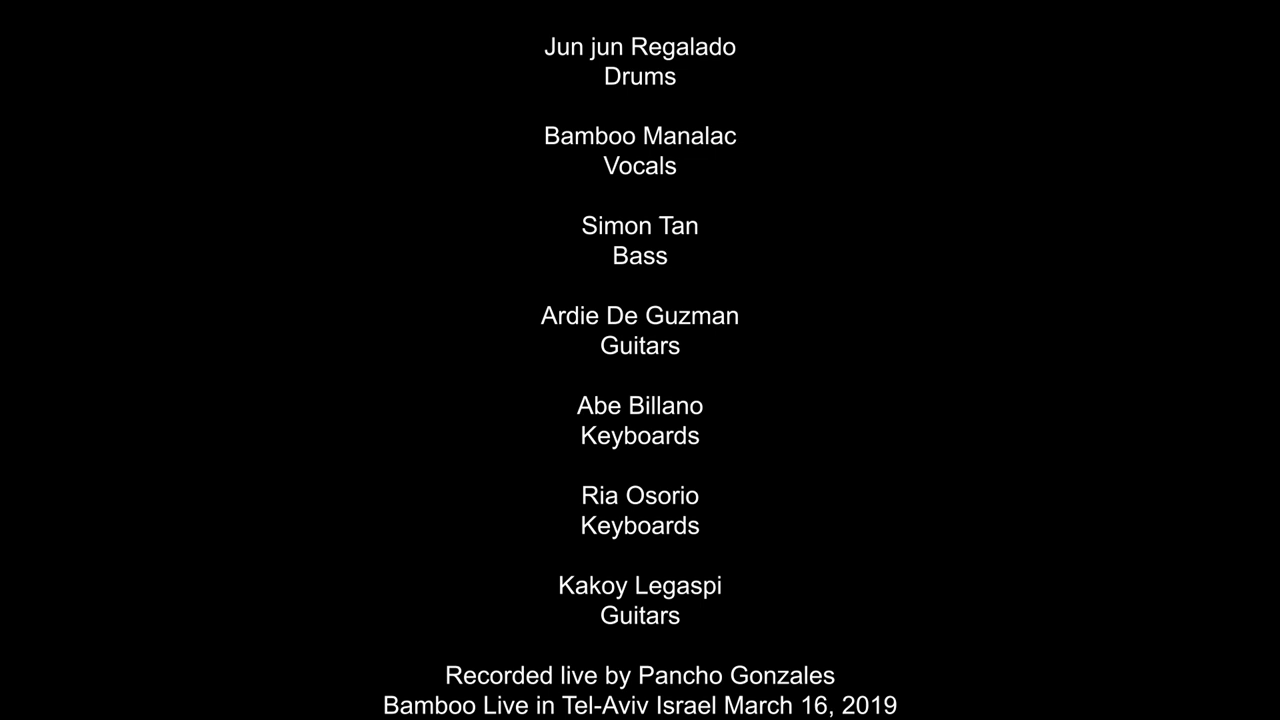 Jun jun Regalado
Drums
Bamboo Manalac
Vocals
Simon Tan
Bass
Ardie De Guzman
Guitars
Abe Billano
Keyboards
Ria Osorio
Keyboards
Kakoy Legaspi
Guitars
Recorded live by Pancho Gonzales
Bamboo Live in Tel-Aviv Israel March 16, 2019